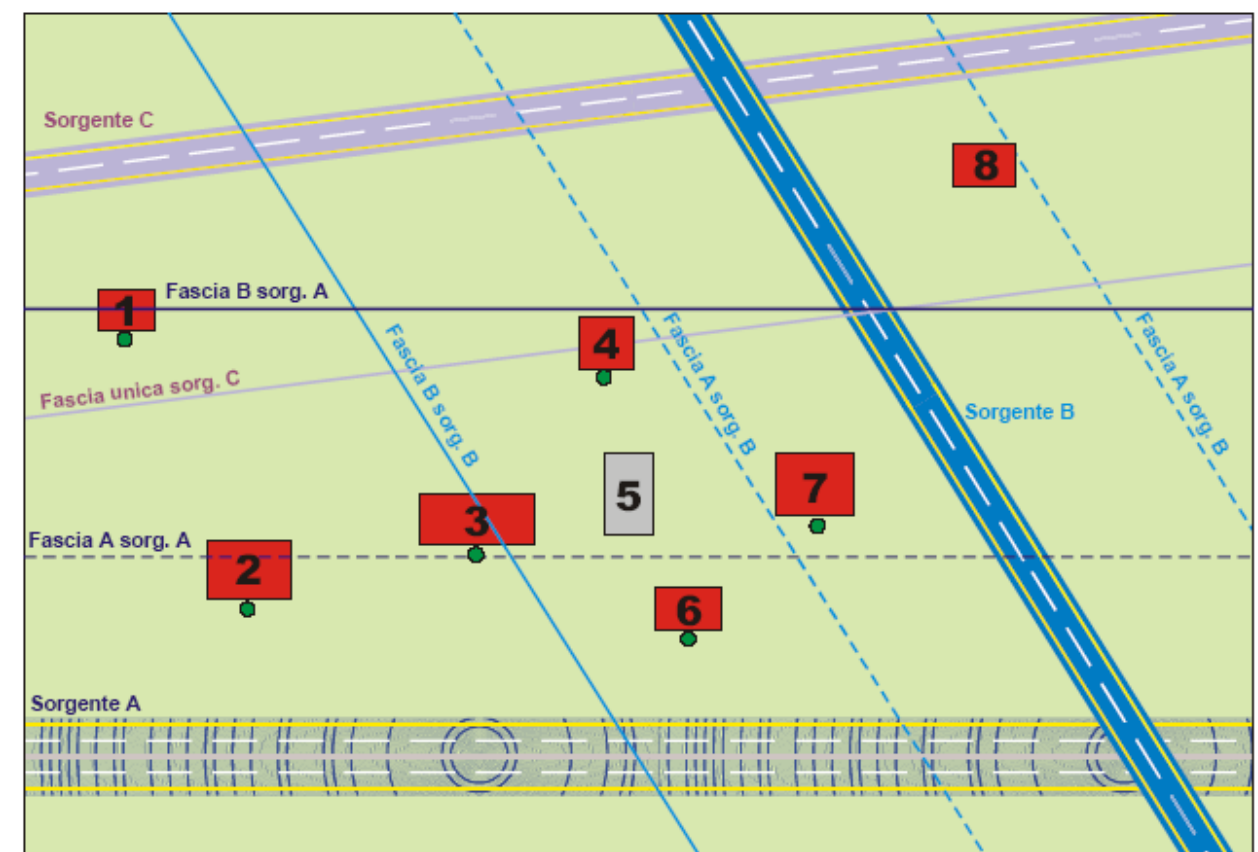 Sorgente C
8
Fascia B sorg. A
1
4
Fascia A sorg. B
Fascia A sorg. B
Fascia B sorg. B
Fascia unica sorg. C
Sorgente B
5
7
3
Fascia A sorg. A
2
6
Sorgente A